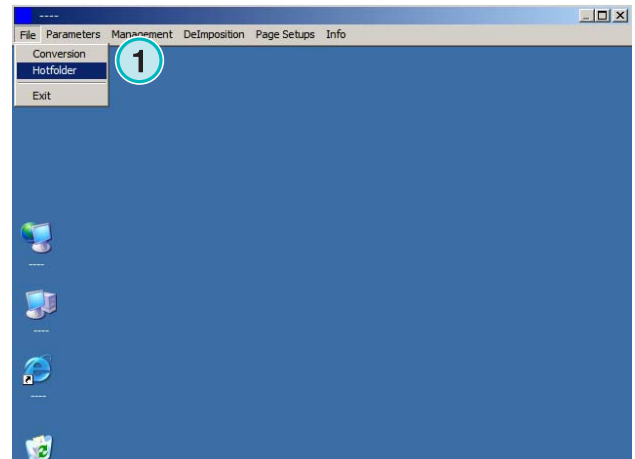 ----
File Parameters Management DeImposition Page Setups Info
Conversion
Hotfolder
1
Exit
----
----
----